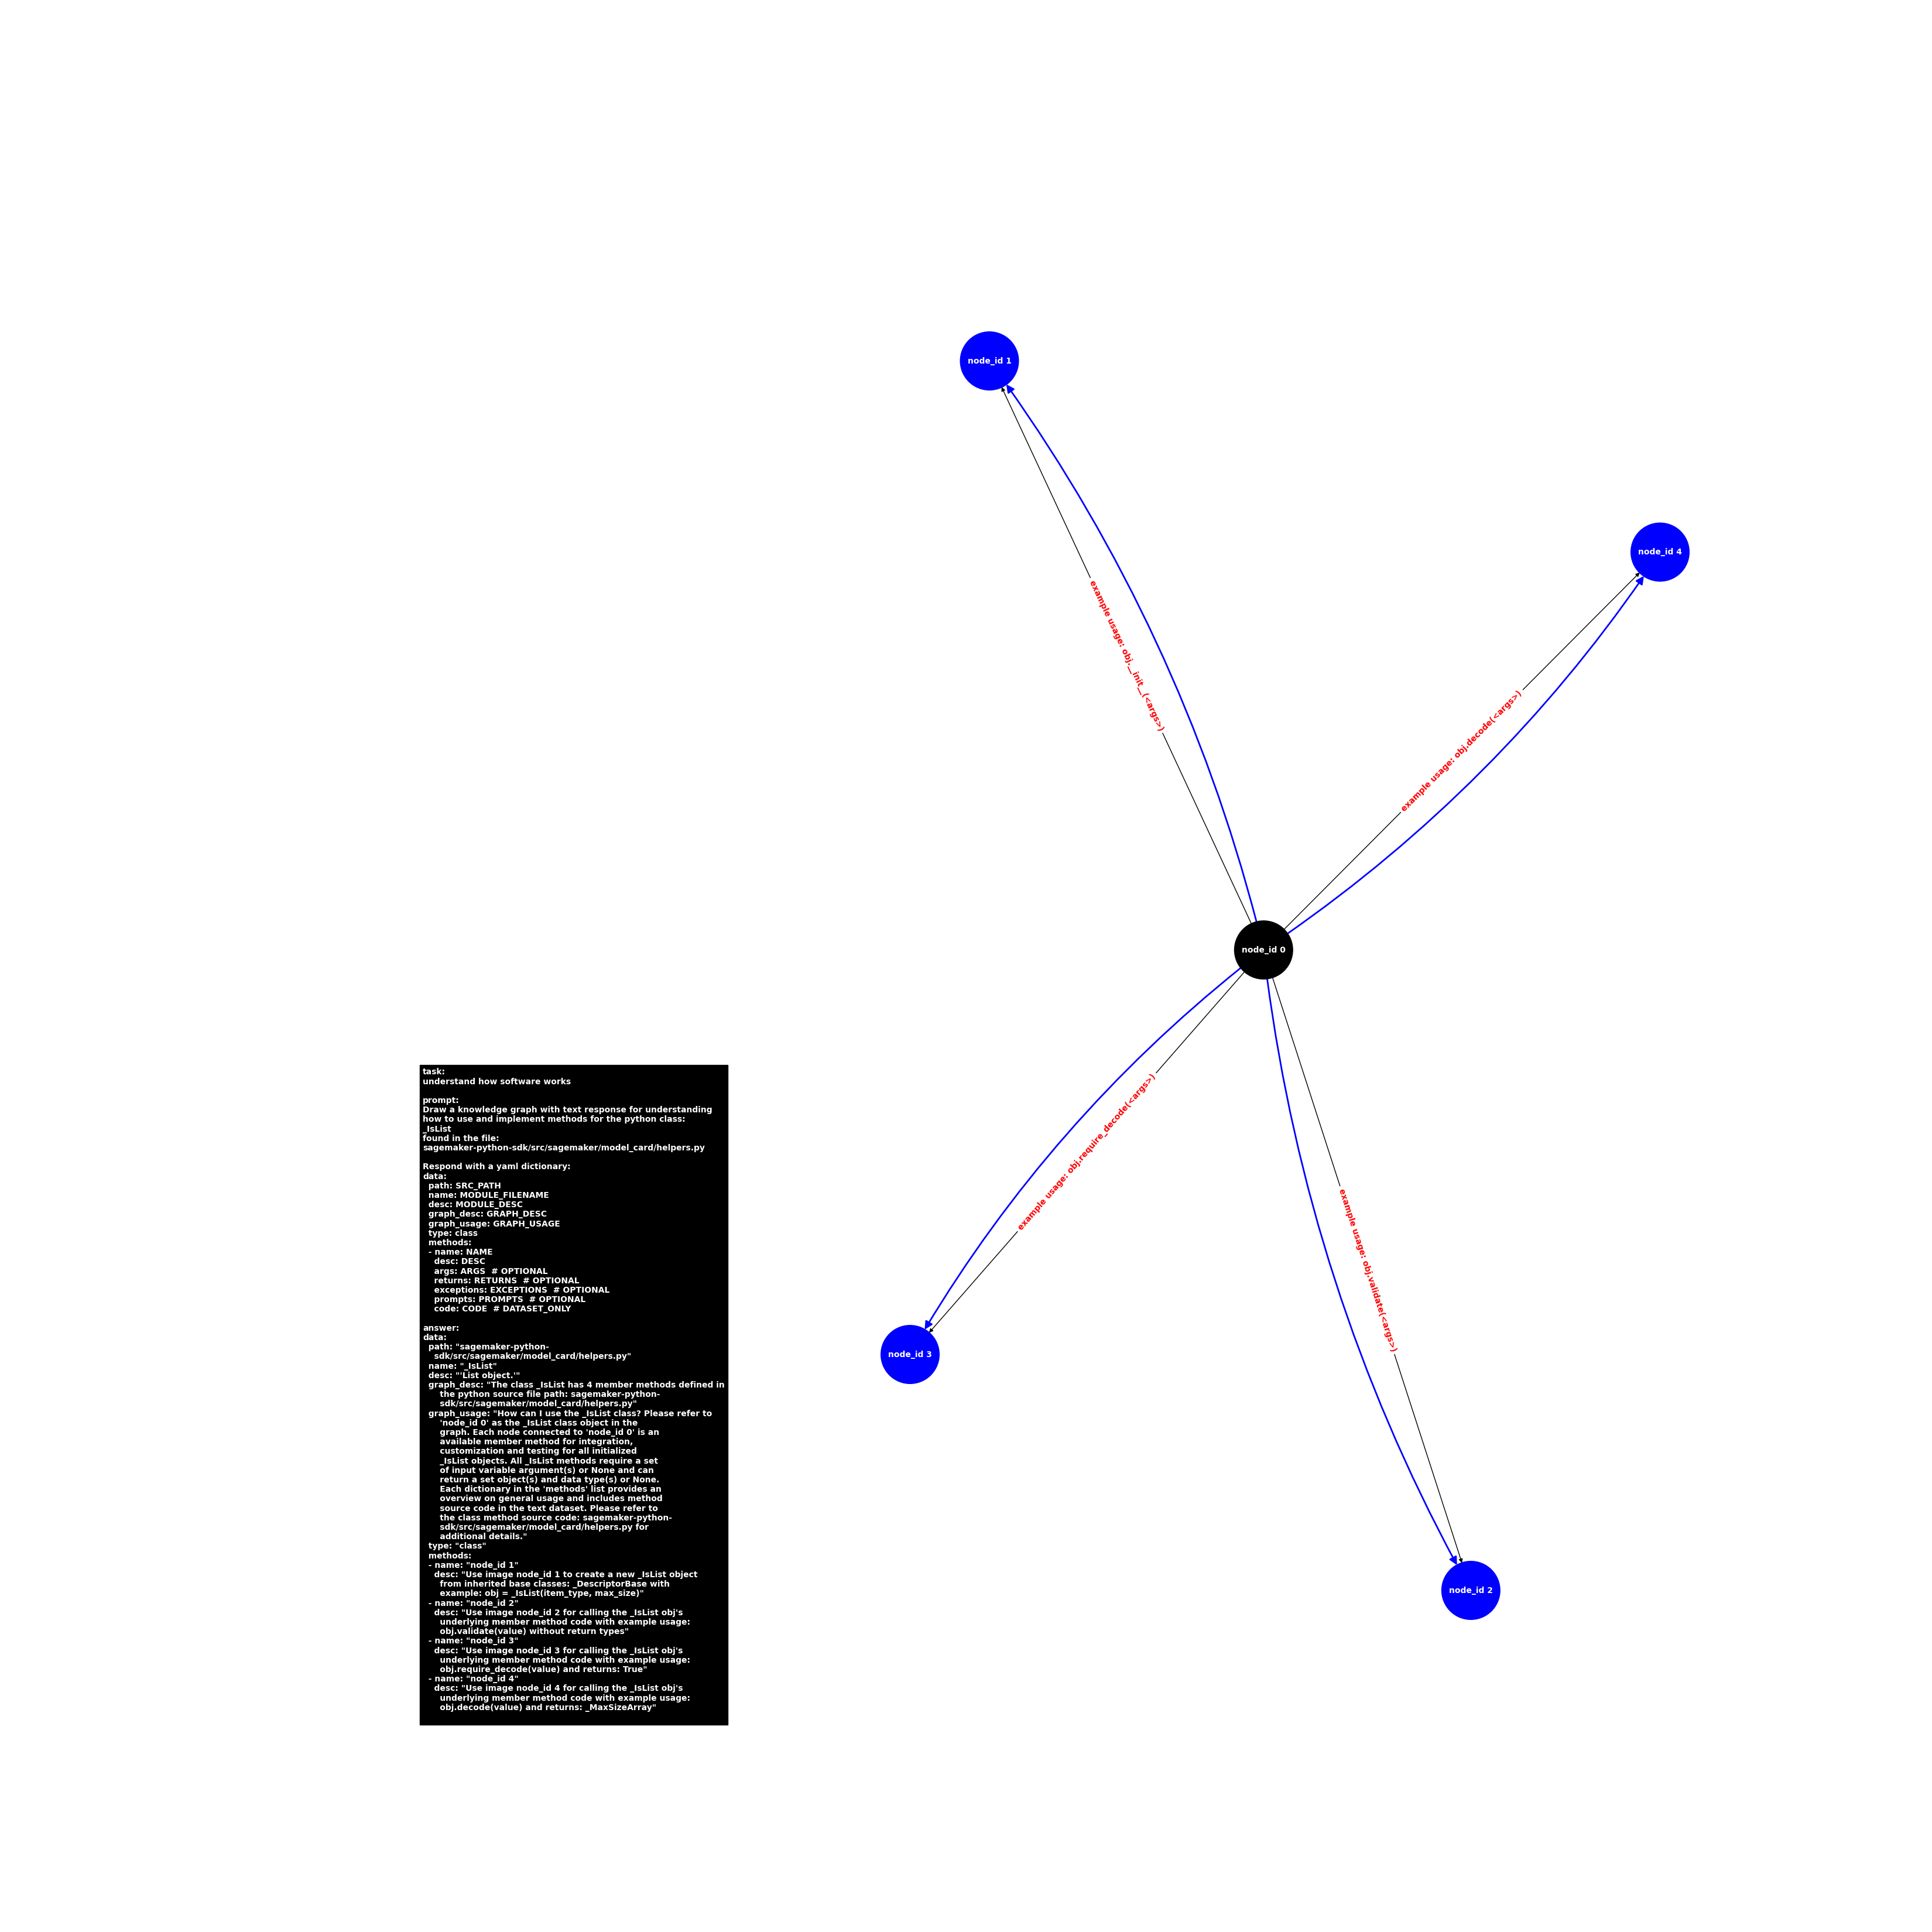 node_id 1
node_id 4
example usage: obj.__init__(<args>)
example usage: obj.decode(<args>)
node_id 0
example usage: obj.require_decode(<args>)
example usage: obj.validate(<args>)
node_id 3
node_id 2
task:
understand how software works

prompt:
Draw a knowledge graph with text response for understanding
how to use and implement methods for the python class:
_IsList
found in the file:
sagemaker-python-sdk/src/sagemaker/model_card/helpers.py

Respond with a yaml dictionary:
data:
  path: SRC_PATH
  name: MODULE_FILENAME
  desc: MODULE_DESC
  graph_desc: GRAPH_DESC
  graph_usage: GRAPH_USAGE
  type: class
  methods:
  - name: NAME
    desc: DESC
    args: ARGS  # OPTIONAL
    returns: RETURNS  # OPTIONAL
    exceptions: EXCEPTIONS  # OPTIONAL
    prompts: PROMPTS  # OPTIONAL
    code: CODE  # DATASET_ONLY

answer:
data:
  path: "sagemaker-python-
    sdk/src/sagemaker/model_card/helpers.py"
  name: "_IsList"
  desc: "'List object.'"
  graph_desc: "The class _IsList has 4 member methods defined in
      the python source file path: sagemaker-python-
      sdk/src/sagemaker/model_card/helpers.py"
  graph_usage: "How can I use the _IsList class? Please refer to
      'node_id 0' as the _IsList class object in the
      graph. Each node connected to 'node_id 0' is an
      available member method for integration,
      customization and testing for all initialized
      _IsList objects. All _IsList methods require a set
      of input variable argument(s) or None and can
      return a set object(s) and data type(s) or None.
      Each dictionary in the 'methods' list provides an
      overview on general usage and includes method
      source code in the text dataset. Please refer to
      the class method source code: sagemaker-python-
      sdk/src/sagemaker/model_card/helpers.py for
      additional details."
  type: "class"
  methods:
  - name: "node_id 1"
    desc: "Use image node_id 1 to create a new _IsList object
      from inherited base classes: _DescriptorBase with
      example: obj = _IsList(item_type, max_size)"
  - name: "node_id 2"
    desc: "Use image node_id 2 for calling the _IsList obj's
      underlying member method code with example usage:
      obj.validate(value) without return types"
  - name: "node_id 3"
    desc: "Use image node_id 3 for calling the _IsList obj's
      underlying member method code with example usage:
      obj.require_decode(value) and returns: True"
  - name: "node_id 4"
    desc: "Use image node_id 4 for calling the _IsList obj's
      underlying member method code with example usage:
      obj.decode(value) and returns: _MaxSizeArray"